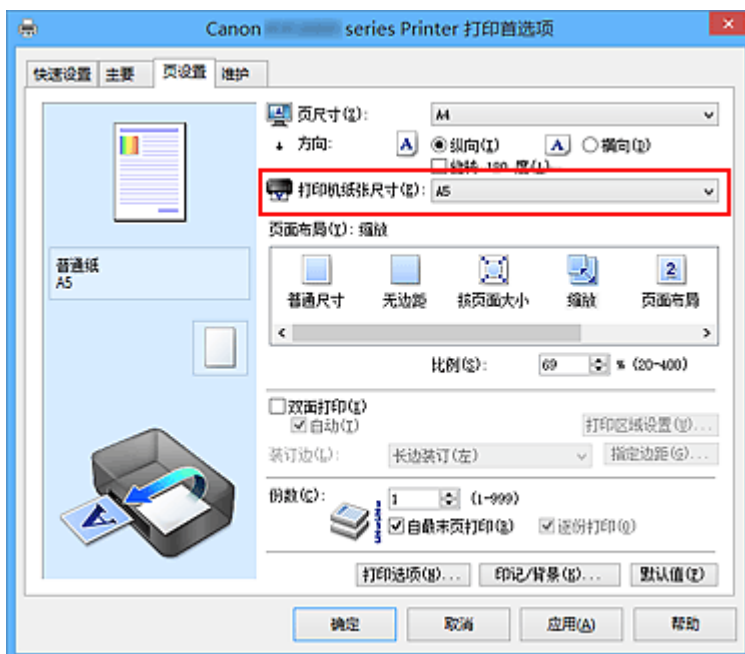 Canon series Printer 打印首选项
快速设置 主要 页设置 维护
页尺寸(Z): A4
方向: A 纵向(T) A 横向(D)
旋转 180 度(L)
打印机纸张尺寸(E): A5
页面布局(Y): 缩放
普通纸
A5
普通尺寸 无边距 按页面大小 缩放 页面布局
比例(S): 69 % (20-400)
双面打印(X)
自动(I) 打印区域设置(U)...
装订边(L): 长边装订(左) 指定边距(G)...
份数(C): 1 (1-999)
自最末页打印(R) 逐份打印(O)
打印选项(H)... 印记/背景(K)... 默认值(F)
确定 取消 应用(A) 帮助